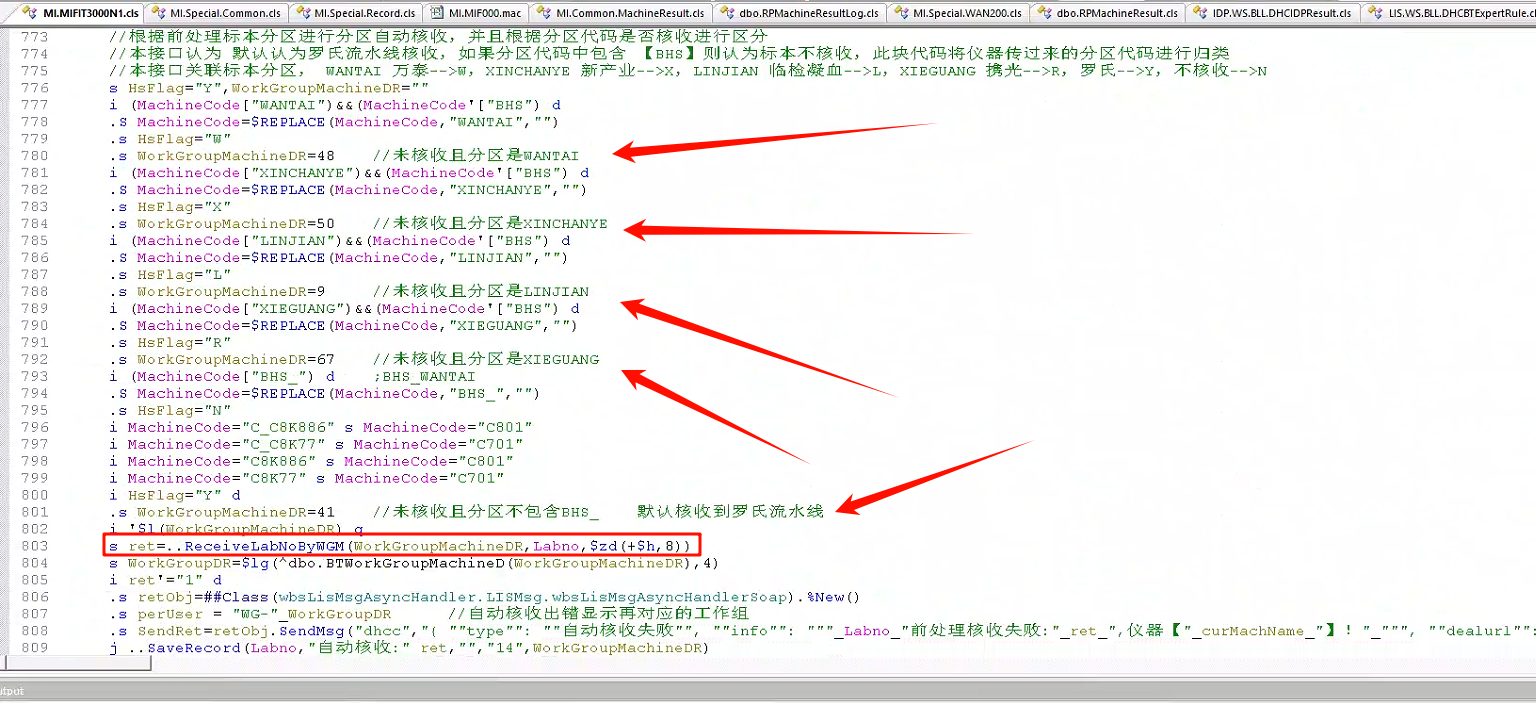 MI.MIFIT3000N1.cls MI.Special.Common.cls MI.Special.Record.cls MI.MIF000.mac MI.Common.MachineResult.cls dbo.RPMachineResultLog.cls MI.Special.WAN200.cls dbo.RPMachineResult.cls IDP.WS.BLL.DHCIDPResult.cls LIS.WS.BLL.DHCBTExpertRule.c
773 //根据前处理标本分区进行分区自动核收，并且根据分区代码是否核收进行区分
774 //本接口认为 默认认为罗氏流水线核收，如果分区代码中包含 【BHS】则认为标本不核收，此块代码将仪器传过来的分区代码进行归类
775 //本接口关联标本分区， WANTAI 万泰-->W，XINCHANYE 新产业-->X，LINJIAN 临检凝血-->L，XIEGUANG 携光-->R，罗氏-->Y，不核收-->N
776 s HsFlag="Y",WorkGroupMachineDR=""
777 i (MachineCode["WANTAI")&&(MachineCode'["BHS") d
778 .S MachineCode=$REPLACE(MachineCode,"WANTAI","")
779 .s HsFlag="W"
780 .s WorkGroupMachineDR=48 //未核收且分区是WANTAI
781 i (MachineCode["XINCHANYE")&&(MachineCode'["BHS") d
782 .S MachineCode=$REPLACE(MachineCode,"XINCHANYE","")
783 .s HsFlag="X"
784 .s WorkGroupMachineDR=50 //未核收且分区是XINCHANYE
785 i (MachineCode["LINJIAN")&&(MachineCode'["BHS") d
786 .S MachineCode=$REPLACE(MachineCode,"LINJIAN","")
787 .s HsFlag="L"
788 .s WorkGroupMachineDR=9 //未核收且分区是LINJIAN
789 i (MachineCode["XIEGUANG")&&(MachineCode'["BHS") d
790 .S MachineCode=$REPLACE(MachineCode,"XIEGUANG","")
791 .s HsFlag="R"
792 .s WorkGroupMachineDR=67 //未核收且分区是XIEGUANG
793 i (MachineCode["BHS_") d ;BHS_WANTAI
794 .S MachineCode=$REPLACE(MachineCode,"BHS_","")
795 .s HsFlag="N"
796 i MachineCode="C_C8K886" s MachineCode="C801"
797 i MachineCode="C_C8K77" s MachineCode="C701"
798 i MachineCode="C8K886" s MachineCode="C801"
799 i MachineCode="C8K77" s MachineCode="C701"
800 i HsFlag="Y" d
801 .s WorkGroupMachineDR=41 //未核收且分区不包含BHS_ 默认核收到罗氏流水线
802 i '$l(WorkGroupMachineDR) q
803 s ret=..ReceiveLabNoByWGM(WorkGroupMachineDR,Labno,$zd(+$h,8))
804 s WorkGroupDR=$lg(^dbo.BTWorkGroupMachineD(WorkGroupMachineDR),4)
805 i ret'="1" d
806 .s retObj=##Class(wbsLisMsgAsyncHandler.LISMsg.wbsLisMsgAsyncHandlerSoap).%New()
807 .s perUser = "WG-"_WorkGroupDR //自动核收出错显示再对应的工作组
808 .s SendRet=retObj.SendMsg("dhcc","{ ""type"": ""自动核收失败"", ""info"": """_Labno_"前处理核收失败:"_ret_",仪器【"_curMachName_"】! "_""", ""dealurl"":
809 j ..SaveRecord(Labno,"自动核收:" ret,"","14",WorkGroupMachineDR)